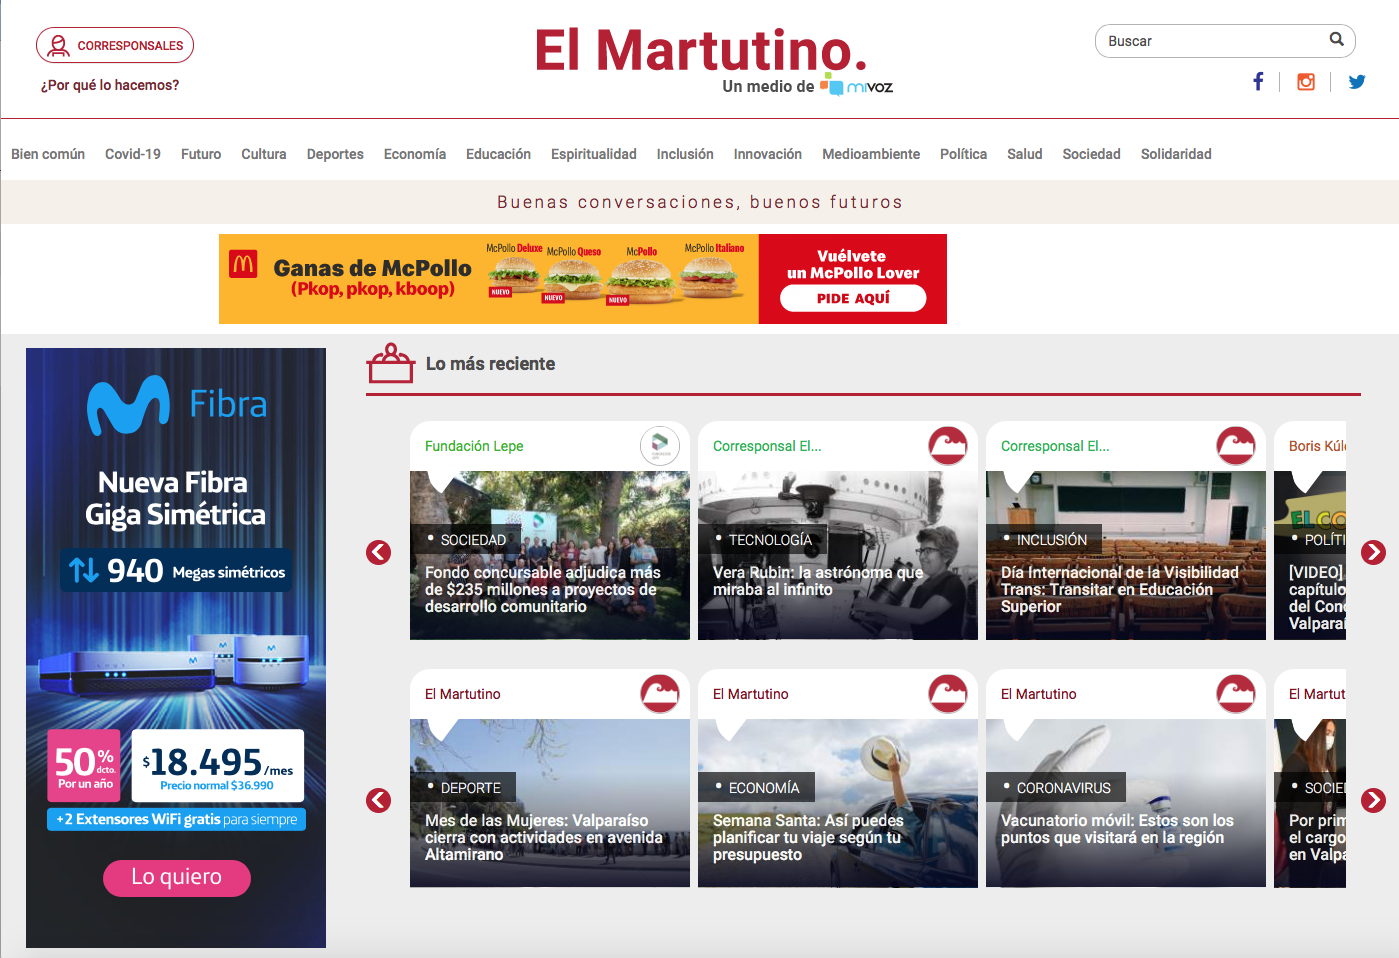 CORRESPONSALES
¿Por qué lo hacemos?
El Martutino.
Un medio de mivoz
Buscar
Bien común Covid-19 Futuro Cultura Deportes Economía Educación Espiritualidad Inclusión Innovación Medioambiente Política Salud Sociedad Solidaridad
Buenas conversaciones, buenos futuros
Ganas de McPollo
(Pkop, pkop, kboop)
McPollo Deluxe
NUEVO
McPollo Queso
NUEVO
McPollo
NUEVO
McPollo Italiano
Vuélvete
un McPollo Lover
PIDE AQUÍ
Fibra
Nueva Fibra
Giga Simétrica
940 Megas simétricos
50% dcto.
Por un año
$18.495/mes
Precio normal $36.990
+2 Extensores WiFi gratis para siempre
Lo quiero
Lo más reciente
Fundación Lepe
• SOCIEDAD
Fondo concursable adjudica más
de $235 millones a proyectos de
desarrollo comunitario
Corresponsal El...
• TECNOLOGÍA
Vera Rubin: la astrónoma que
miraba al infinito
Corresponsal El...
• INCLUSIÓN
Día Internacional de la Visibilidad
Trans: Transitar en Educación
Superior
Boris Kúl
EL CO
• POLÍTI
[VIDEO]
capítulo
del Con
Valparaí
El Martutino
• DEPORTE
Mes de las Mujeres: Valparaíso
cierra con actividades en avenida
Altamirano
El Martutino
• ECONOMÍA
Semana Santa: Así puedes
planificar tu viaje según tu
presupuesto
El Martutino
• CORONAVIRUS
Vacunatorio móvil: Estos son los
puntos que visitará en la región
El Martut
• SOCIE
Por prim
el cargo
en Valpa